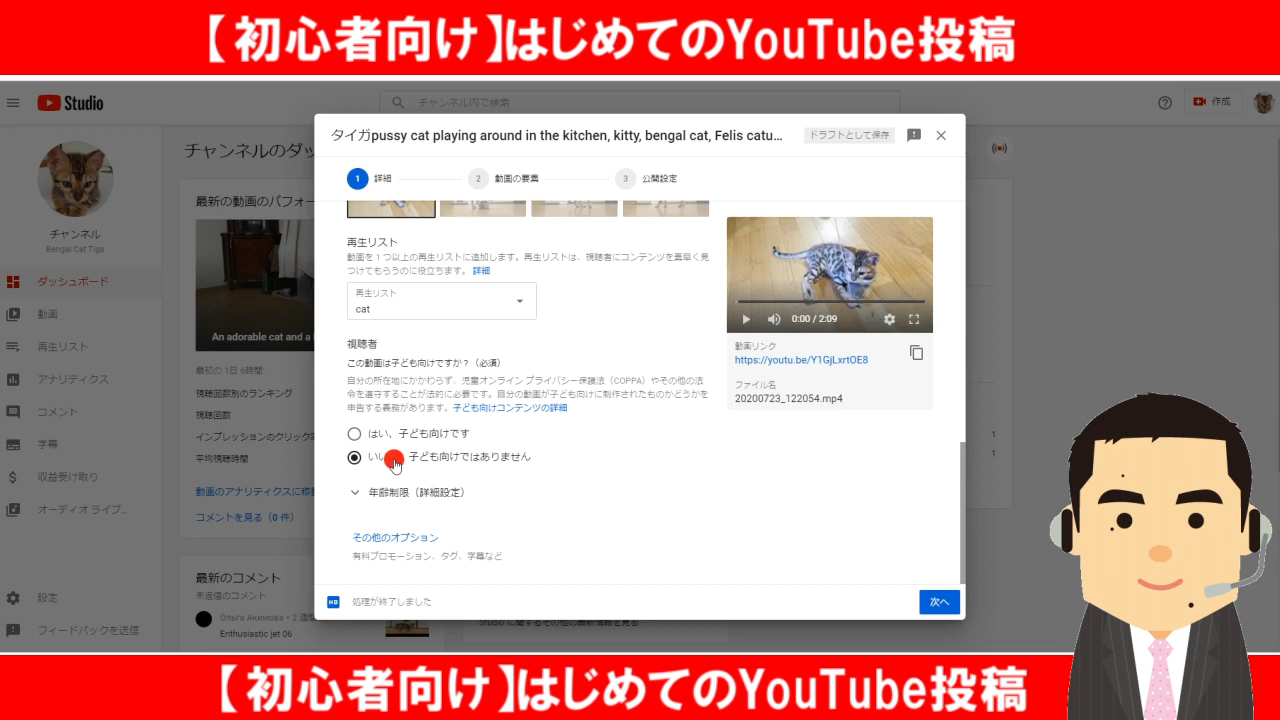 【初心者向け】はじめてのYouTube投稿
Studio
チャンネル内で検索
作成
チャンネルのダッ
タイガpussy cat playing around in the kitchen, kitty, bengal cat, Felis catu...
ドラフトとして保存
1 詳細
2 動画の要素
3 公開設定
チャンネル
Bengal Cat Tiga
ダッシュボード
動画
再生リスト
アナリティクス
コメント
字幕
収益受け取り
オーディオ ライブ...
設定
フィードバックを送信
最新の動画のパフォー
An adorable cat and a
最初の 1日 6時間:
視聴回数別のランキング
視聴回数
インプレッションのクリック
平均視聴時間
動画のアナリティクスに移
コメントを見る（0 件）
最新のコメント
未返信のコメント
Ольга Акимова • 2 週
Enthusiastic jet 06
再生リスト
動画を 1 つ以上の再生リストに追加します。再生リストは、視聴者にコンテンツを素早く見
つけてもらうのに役立ちます。 詳細
再生リスト
cat
視聴者
この動画は子ども向けですか？（必須）
自分の所在地にかかわらず、児童オンライン プライバシー保護法（COPPA）やその他の法
令を遵守することが法的に必要です。自分の動画が子ども向けに制作されたものかどうかを
申告する義務があります。子ども向けコンテンツの詳細
はい、子ども向けです
子ども向けではありません
年齢制限（詳細設定）
その他のオプション
有料プロモーション、タグ、字幕など
0:00 / 2:09
動画リンク
https://youtu.be/Y1GjLxrtOE8
ファイル名
20200723_122054.mp4
1
1
HD 処理が終了しました
次へ
Studio に関するその他の最新情報を見る
【初心者向け】はじめてのYouTube投稿